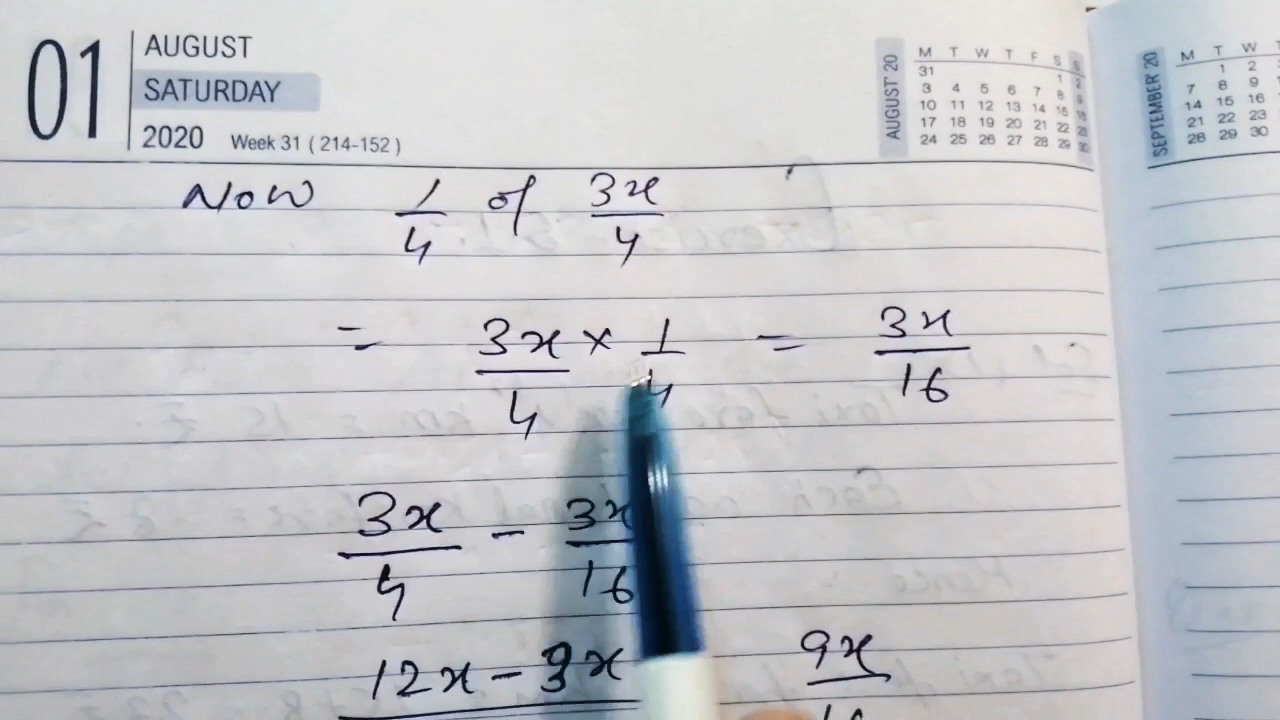 01 AUGUST
SATURDAY
2020 Week 31 ( 214-152 )
AUGUST '20
M T W T F S S
31 1 2
3 4 5 6 7 8 9
10 11 12 13 14 15 16
17 18 19 20 21 22
24 25 26 27 28 29 30
SEPTEMBER '20
M T W T
1 2
7 8 9
14 15 16
21 22 23
28 29 30
Now 1/4 of 3x/4
= 3x/4 × 1/4 = 3x/16
3x/4 - 3x/16
12x - 3x 9x